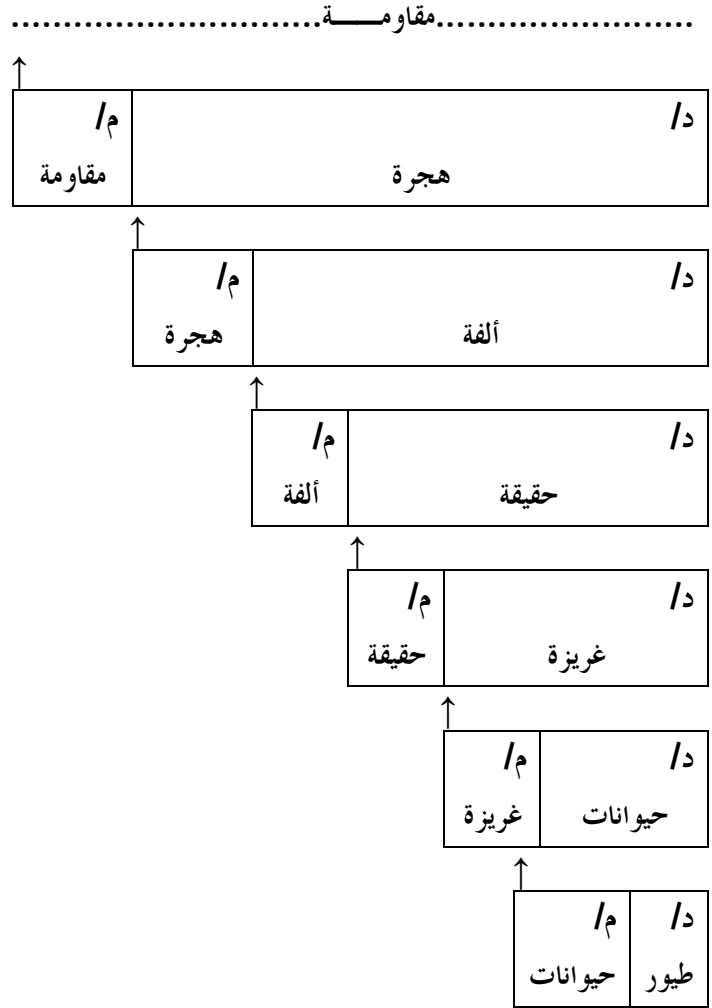 .........................مقاومـــــة..............................
↑
د/ م/
هجرة مقاومة
↑
د/ م/
ألفة هجرة
↑
د/ م/
حقيقة ألفة
↑
د/ م/
غريزة حقيقة
↑
د/ م/
حيوانات غريزة
↑
د/ م/
طيور حيوانات